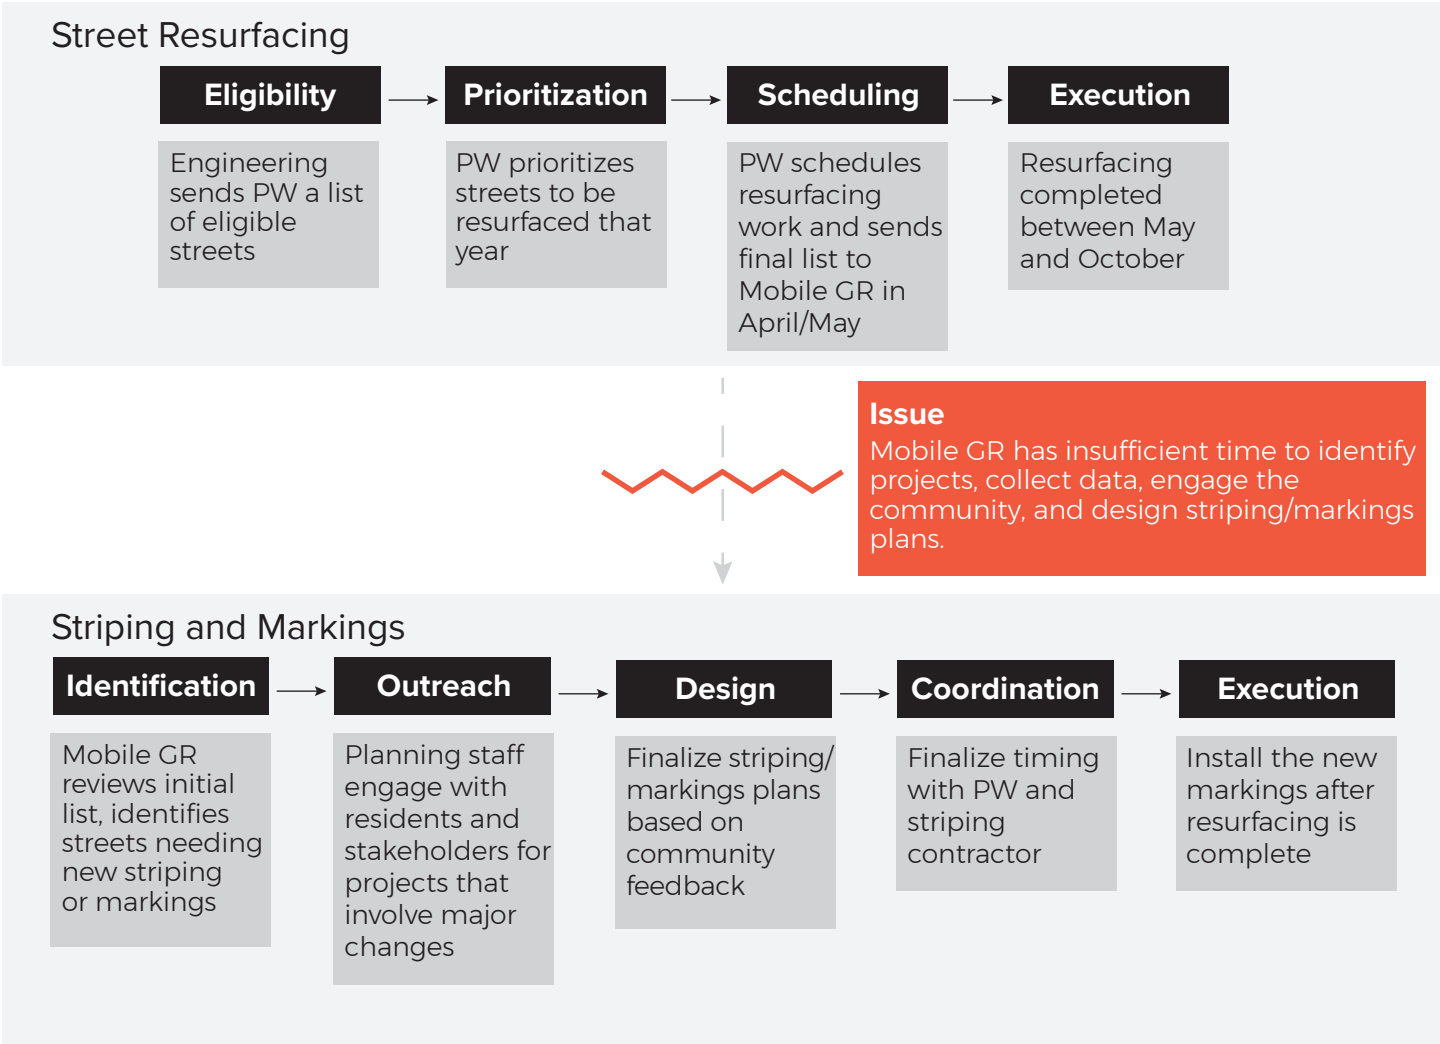 Street Resurfacing
Eligibility
Engineering
sends PW a list
of eligible
streets
Prioritization
PW prioritizes
streets to be
resurfaced that
year
Scheduling
PW schedules
resurfacing
work and sends
final list to
Mobile GR in
April/May
Execution
Resurfacing
completed
between May
and October
Issue
Mobile GR has insufficient time to identify
projects, collect data, engage the
community, and design striping/markings
plans.
Striping and Markings
Identification
Mobile GR
reviews initial
list, identifies
streets needing
new striping
or markings
Outreach
Planning staff
engage with
residents and
stakeholders for
projects that
involve major
changes
Design
Finalize striping/
markings plans
based on
community
feedback
Coordination
Finalize timing
with PW and
striping
contractor
Execution
Install the new
markings after
resurfacing is
complete